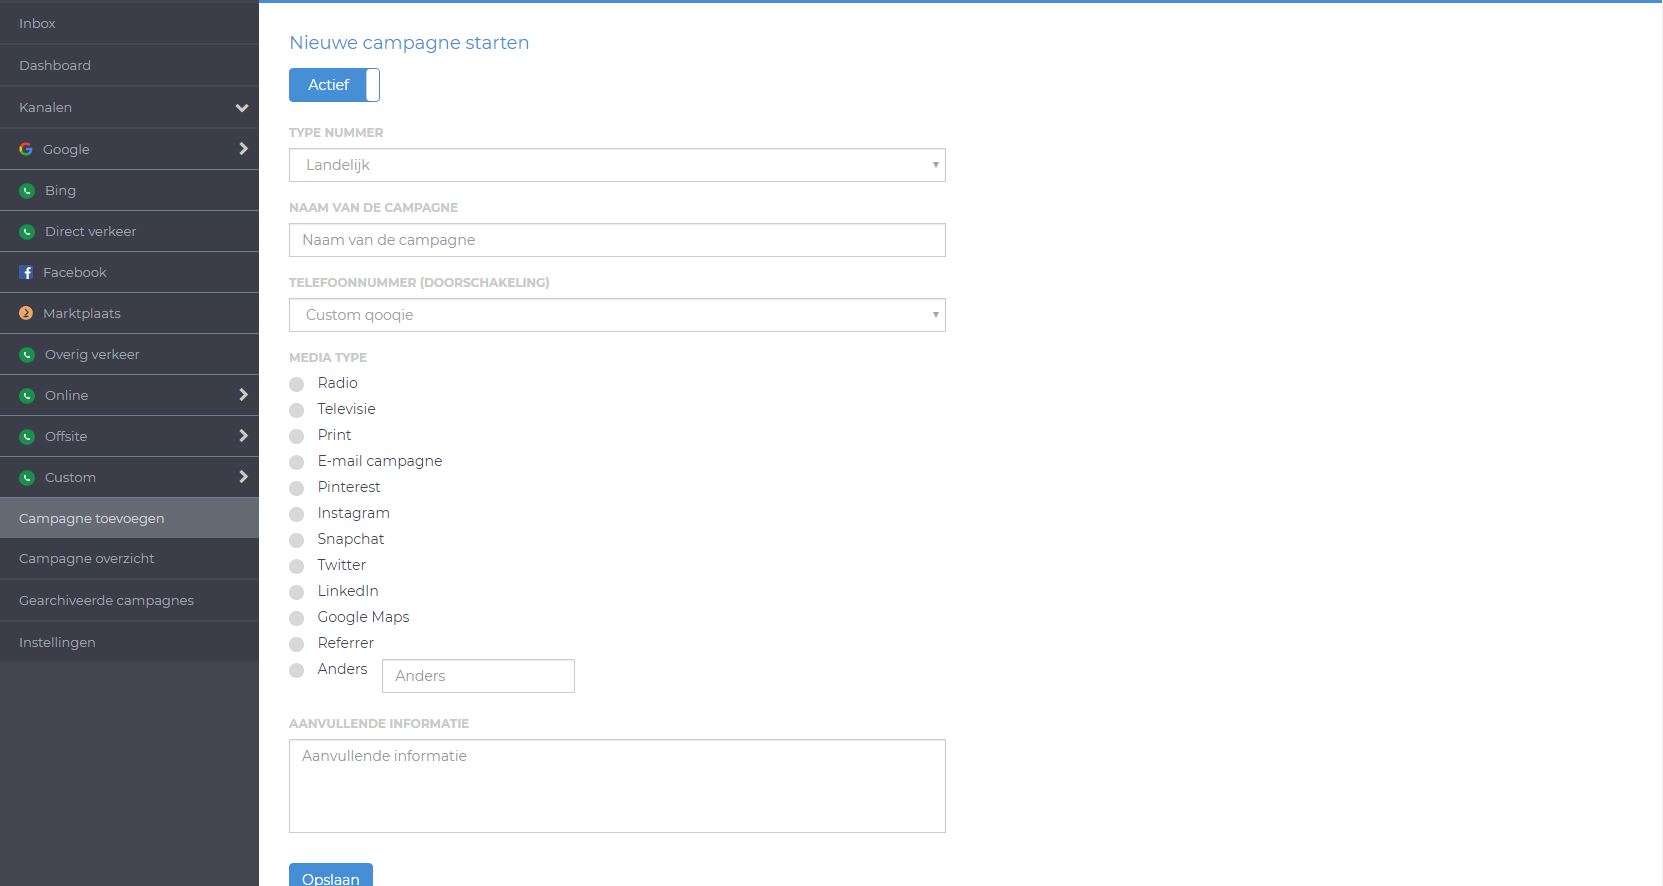 Inbox
Dashboard
Kanalen
Google
Bing
Direct verkeer
Facebook
Marktplaats
Overig verkeer
Online
Offsite
Custom
Campagne toevoegen
Campagne overzicht
Gearchiveerde campagnes
Instellingen
Nieuwe campagne starten
Actief
TYPE NUMMER
Landelijk
NAAM VAN DE CAMPAGNE
Naam van de campagne
TELEFOONNUMMER (DOORSCHAKELING)
Custom qooqie
MEDIA TYPE
Radio
Televisie
Print
E-mail campagne
Pinterest
Instagram
Snapchat
Twitter
LinkedIn
Google Maps
Referrer
Anders Anders
AANVULLENDE INFORMATIE
Aanvullende informatie
Opslaan